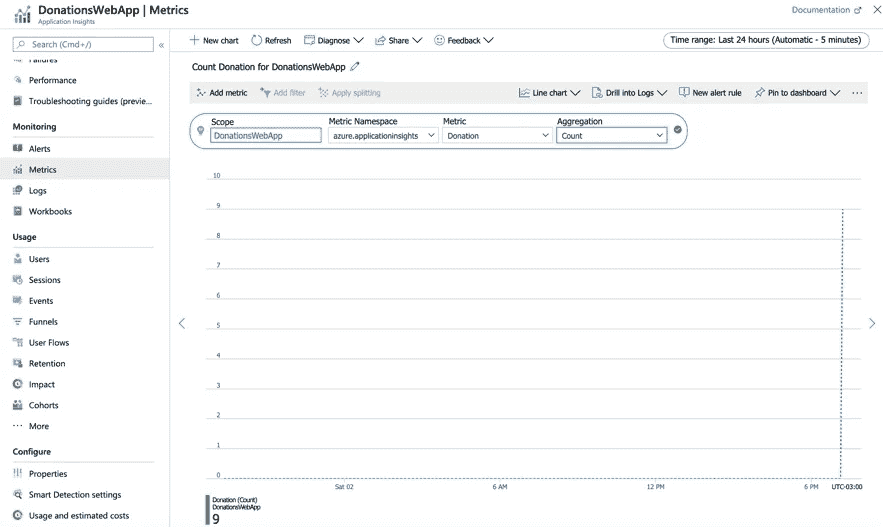 DonationsWebApp | Metrics
Application Insights
Documentation
Search (Cmd+/)
«
New chart
Refresh
Diagnose
Share
Feedback
Time range: Last 24 hours (Automatic - 5 minutes)
Failures
Performance
Troubleshooting guides (previe...
Monitoring
Alerts
Metrics
Logs
Workbooks
Usage
Users
Sessions
Events
Funnels
User Flows
Retention
Impact
Cohorts
More
Configure
Properties
Smart Detection settings
Usage and estimated costs
Count Donation for DonationsWebApp
Add metric
Add filter
Apply splitting
Line chart
Drill into Logs
New alert rule
Pin to dashboard
Scope
DonationsWebApp
Metric Namespace
azure.applicationinsights
Metric
Donation
Aggregation
Count
10
9
8
7
6
5
4
3
2
1
0
Sat 02
6 AM
12 PM
6 PM
UTC-03:00
Donation (Count)
DonationsWebApp
9